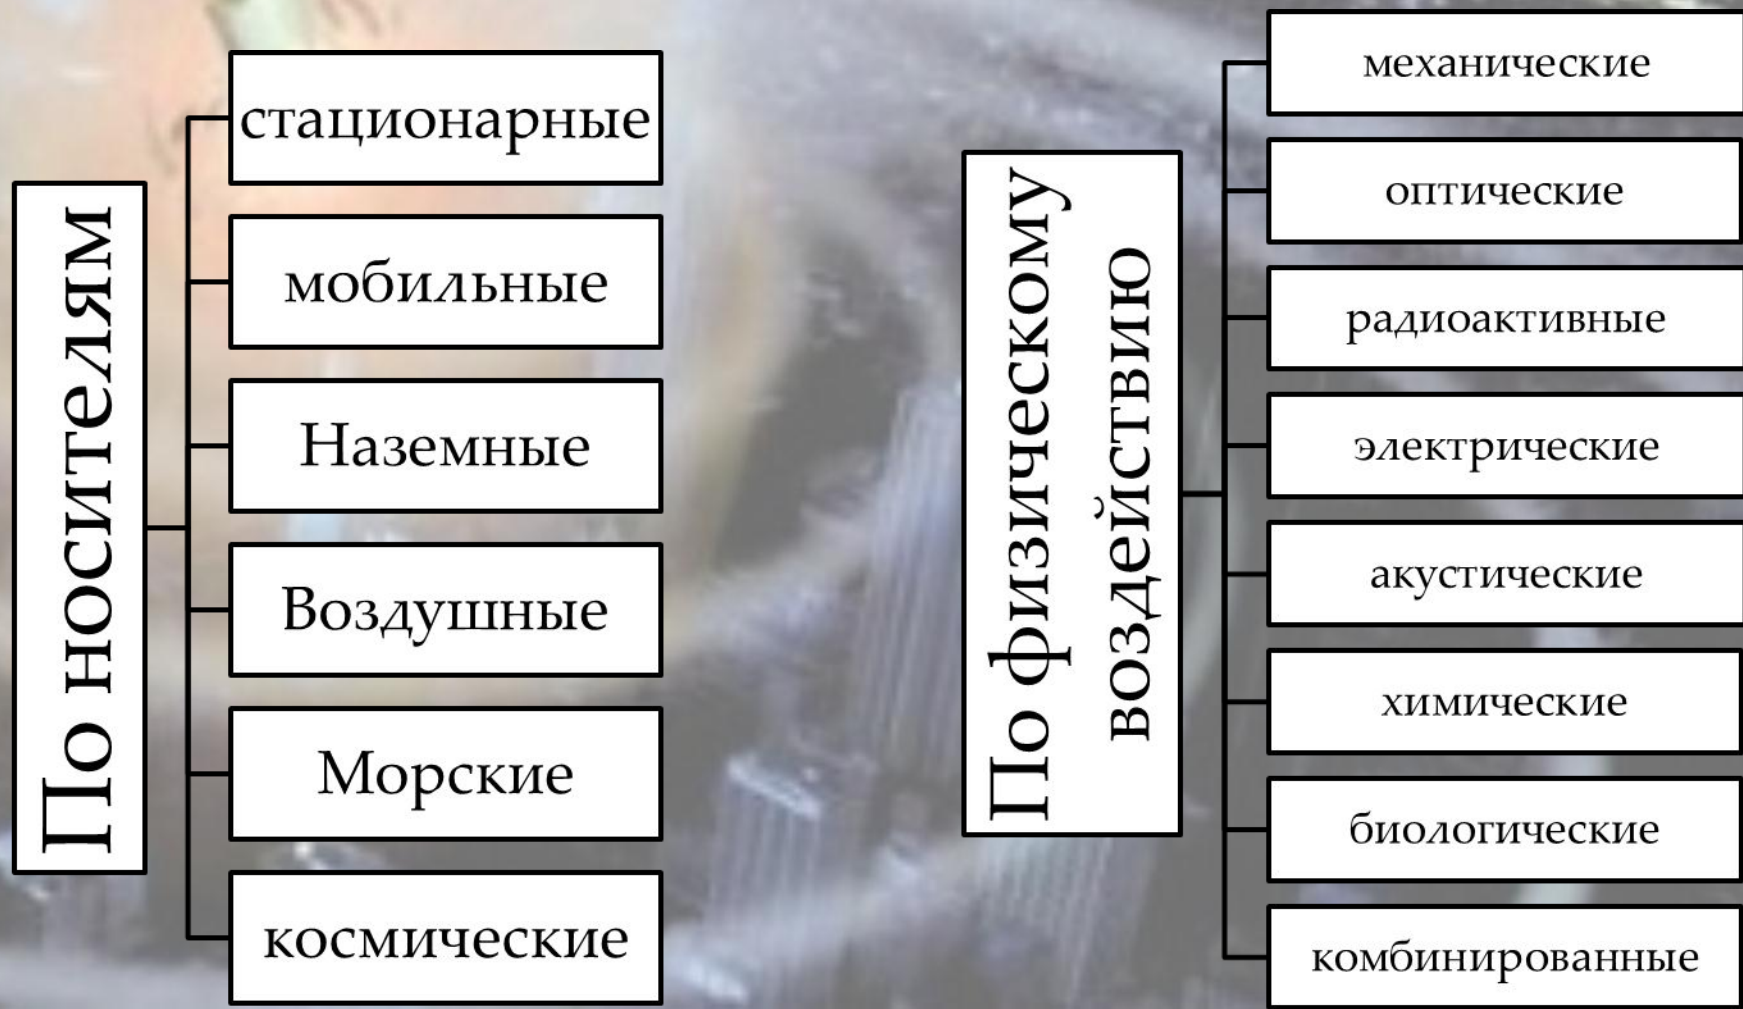 По носителям
стационарные
мобильные
Наземные
Воздушные
Морские
космические
По физическому
воздействию
механические
оптические
радиоактивные
электрические
акустические
химические
биологические
комбинированные